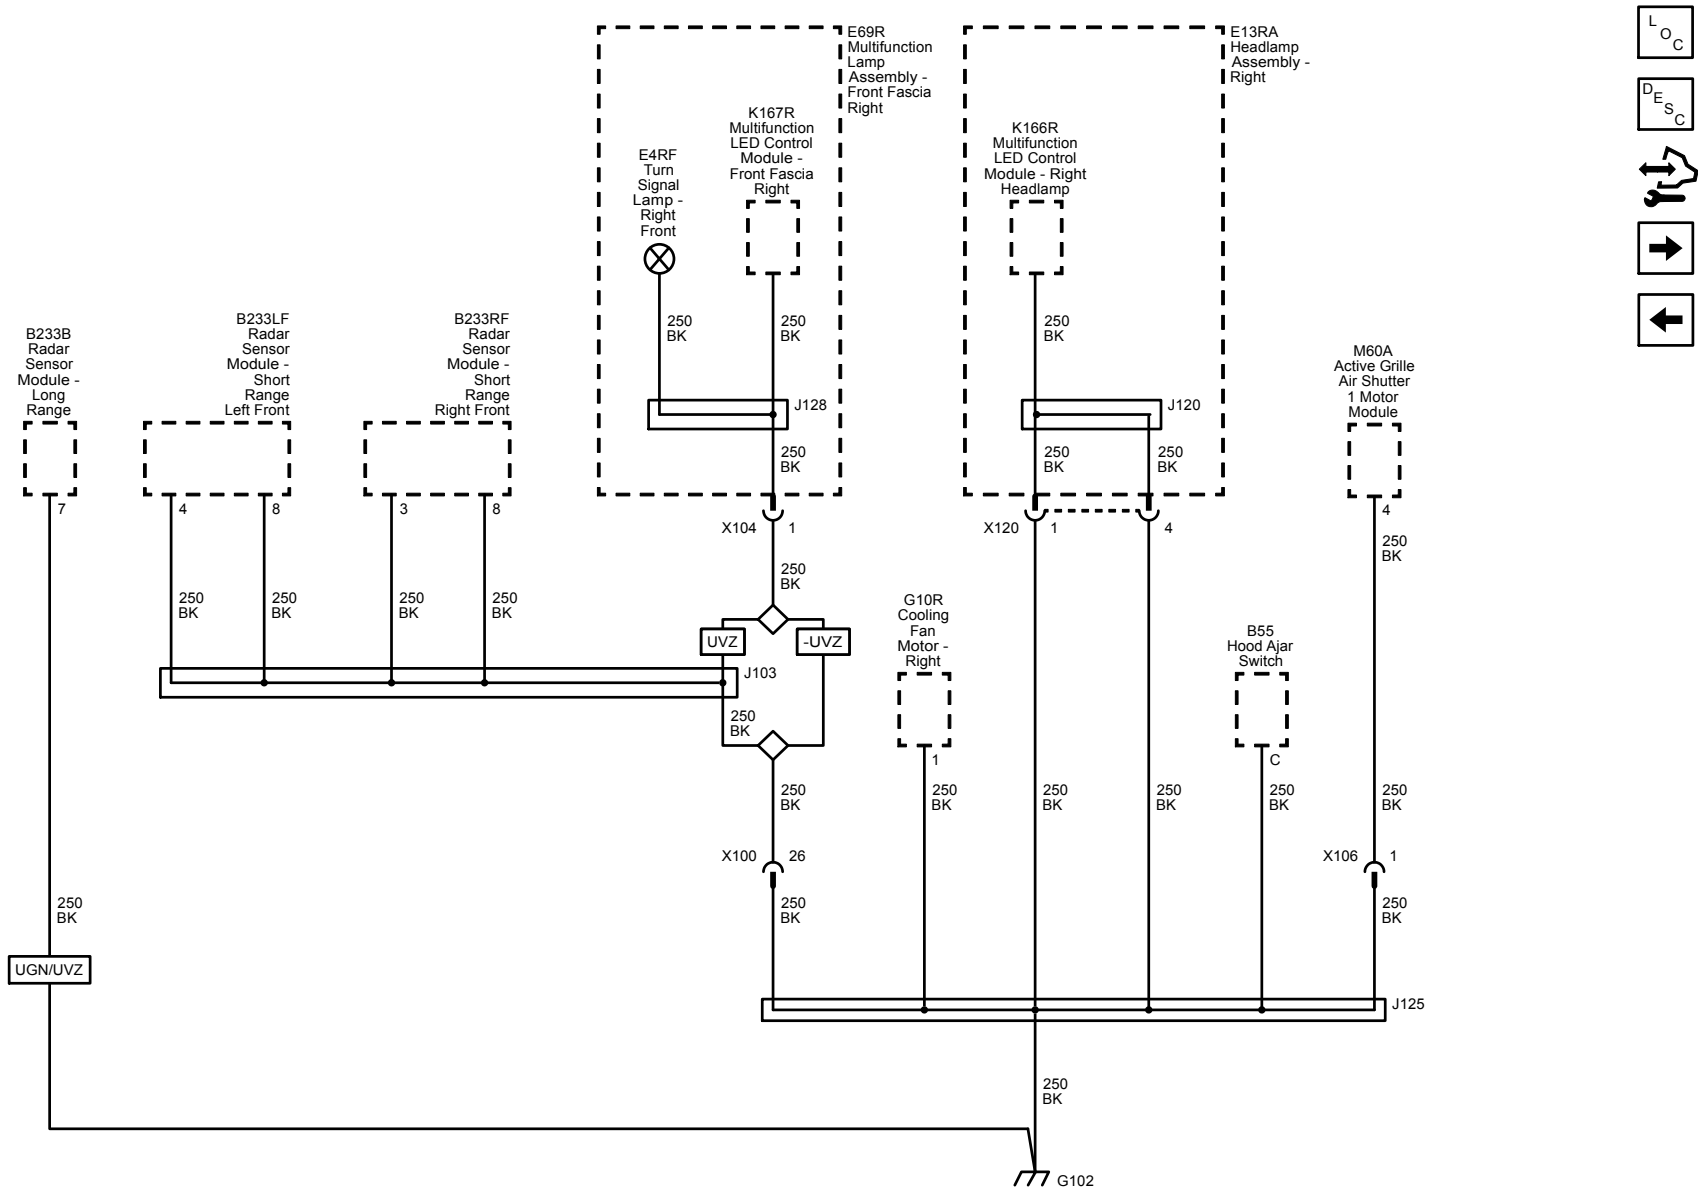 E69R
Multifunction
Lamp
Assembly -
Front Fascia
Right
E13RA
Headlamp
Assembly -
Right
L
O
C
D
E
S
C
K167R
Multifunction
LED Control
Module -
Front Fascia
Right
K166R
Multifunction
LED Control
Module - Right
Headlamp
E4RF
Turn
Signal
Lamp -
Right
Front
B233B
Radar
Sensor
Module -
Long
Range
B233LF
Radar
Sensor
Module -
Short
Range
Left Front
B233RF
Radar
Sensor
Module -
Short
Range
Right Front
250
BK
250
BK
250
BK
M60A
Active Grille
Air Shutter
1 Motor
Module
J128
J120
250
BK
250
BK
250
BK
7
4
8
3
8
4
X104
1
X120
1
4
250
BK
250
BK
250
BK
250
BK
250
BK
250
BK
250
BK
G10R
Cooling
Fan
Motor -
Right
B55
Hood Ajar
Switch
UVZ
-UVZ
J103
250
BK
1
C
250
BK
250
BK
250
BK
250
BK
250
BK
250
BK
X100
26
X106
1
250
BK
250
BK
250
BK
UGN/UVZ
J125
250
BK
G102